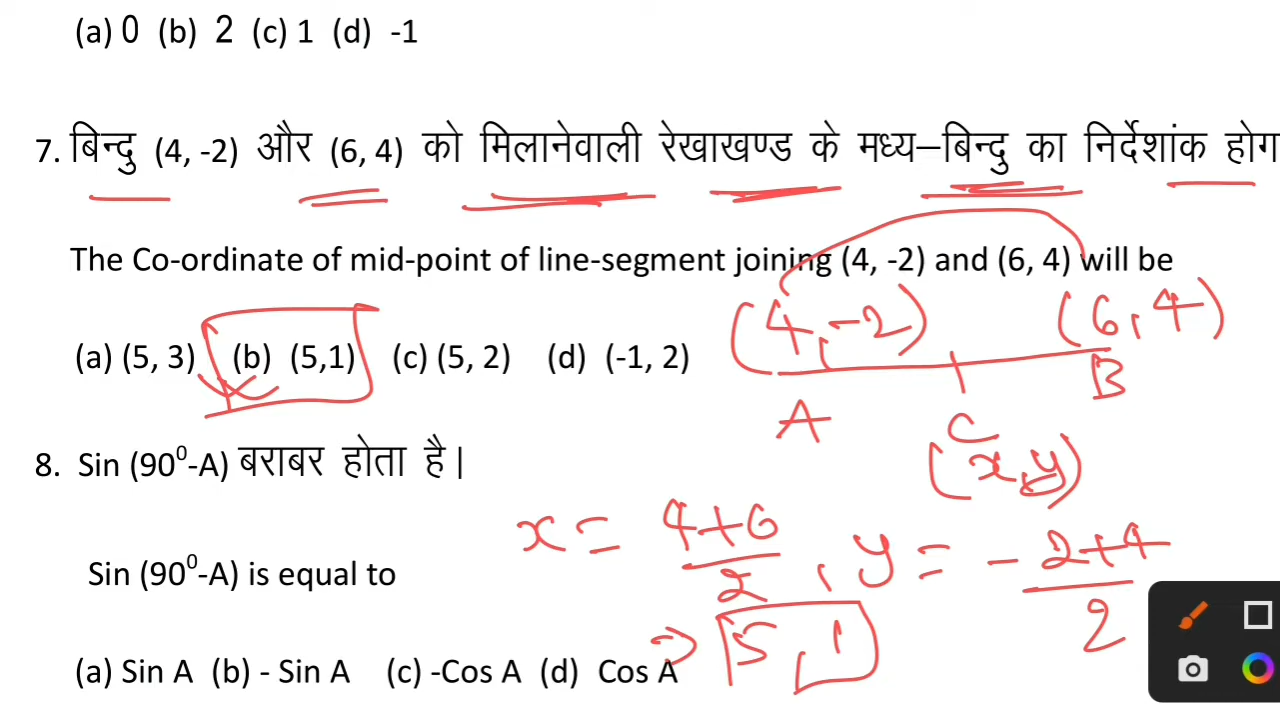 (a) 0 (b) 2 (c) 1 (d) -1
7. बिन्दु (4, -2) और (6, 4) को मिलानेवाली रेखाखण्ड के मध्य–बिन्दु का निर्देशांक होग
The Co-ordinate of mid-point of line-segment joining (4, -2) and (6, 4) will be
(4, -2) (6, 4)
(a) (5, 3) (b) (5,1) (c) (5, 2) (d) (-1, 2)
A C B
(x, y)
8. Sin (90⁰-A) बराबर होता है।
x = 4+6/2, y = -2+4/2
Sin (90⁰-A) is equal to
⇒ 5, 1
(a) Sin A (b) - Sin A (c) -Cos A (d) Cos A